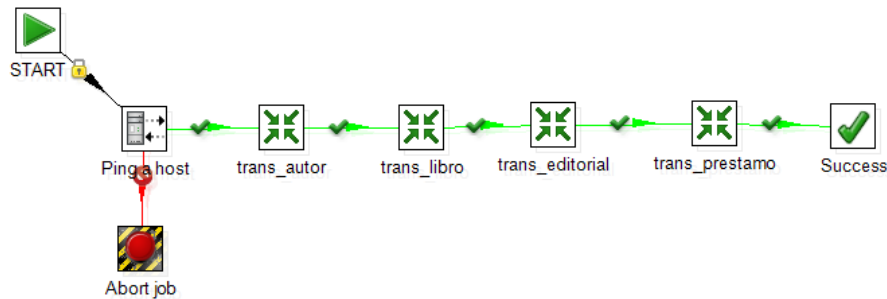 START
Ping a host
trans_autor
trans_libro
trans_editorial
trans_prestamo
Success
Abort job